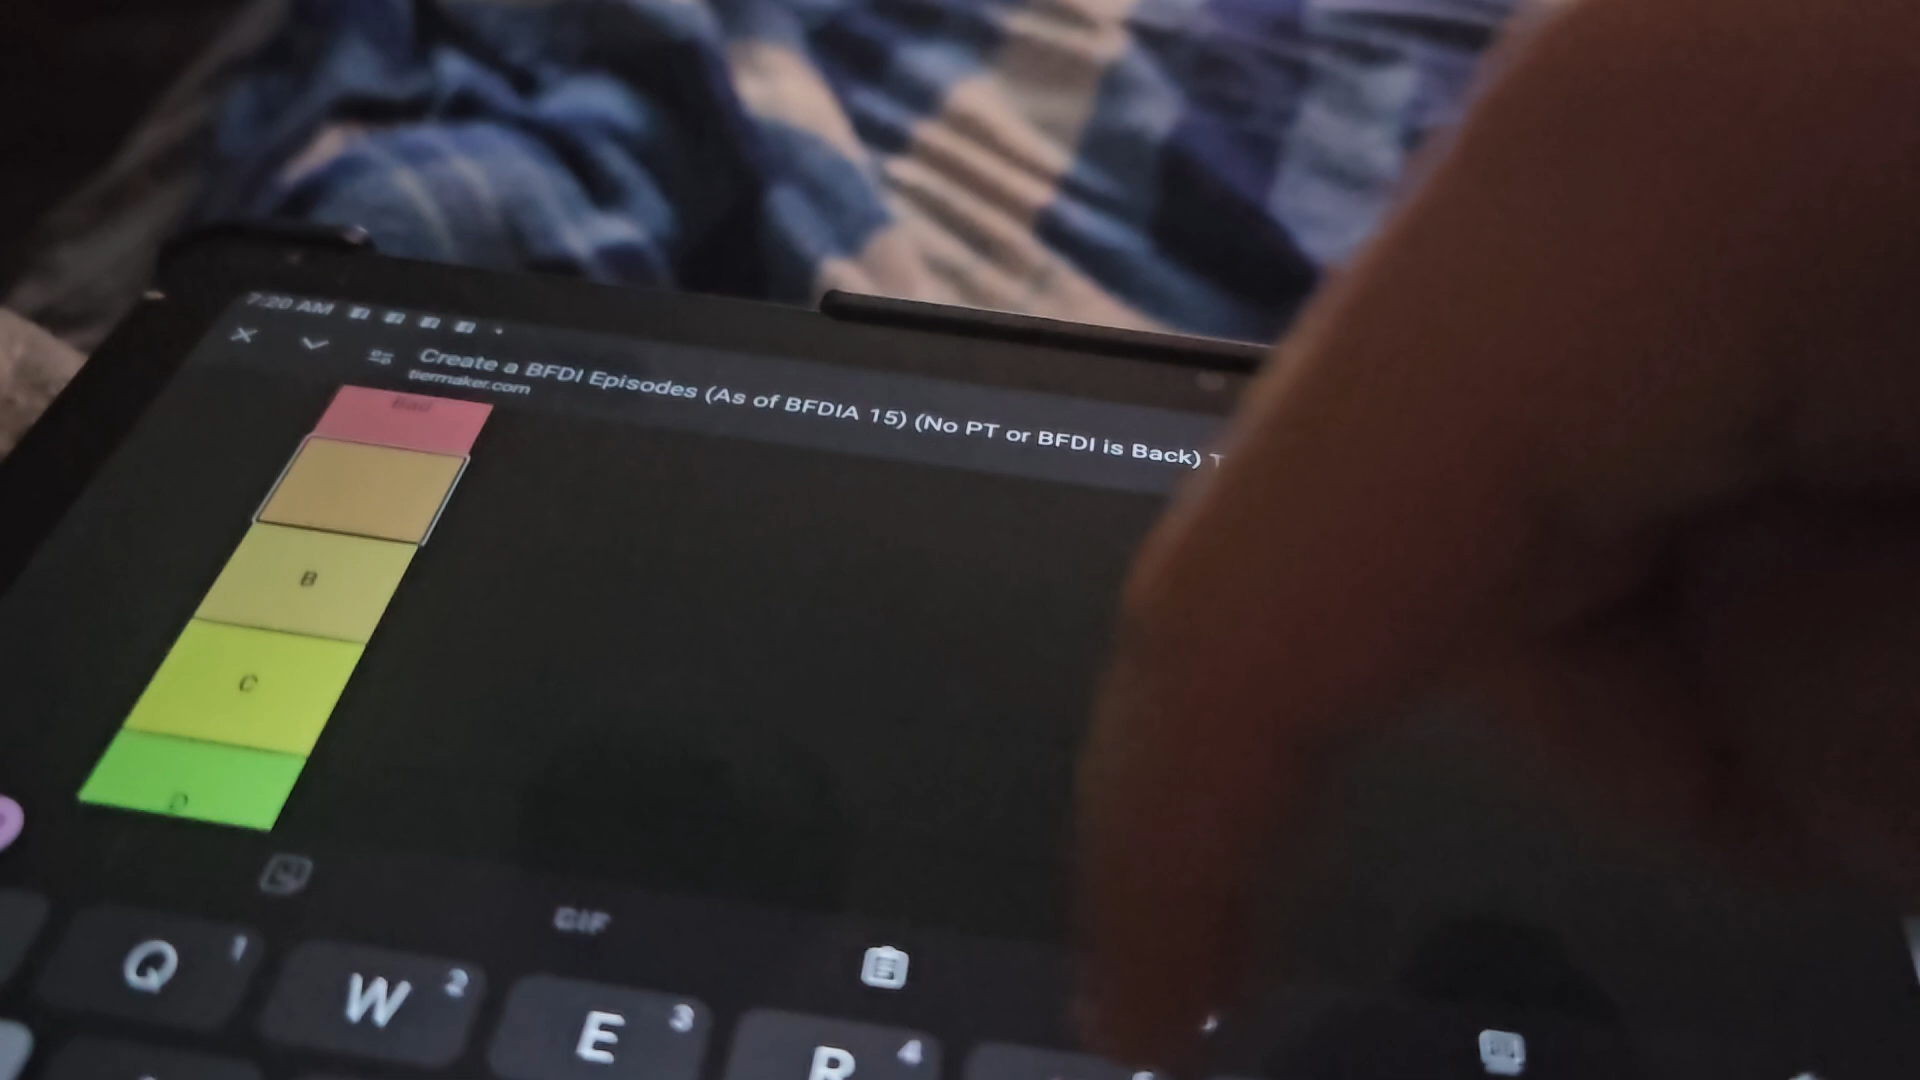 7:20 AM
Create a BFDI Episodes (As of BFDIA 15) (No PT or BFDI is Back) T
tiermaker.com
Bad
B
C
D
GIF
Q 1
W 2
E 3
R 4